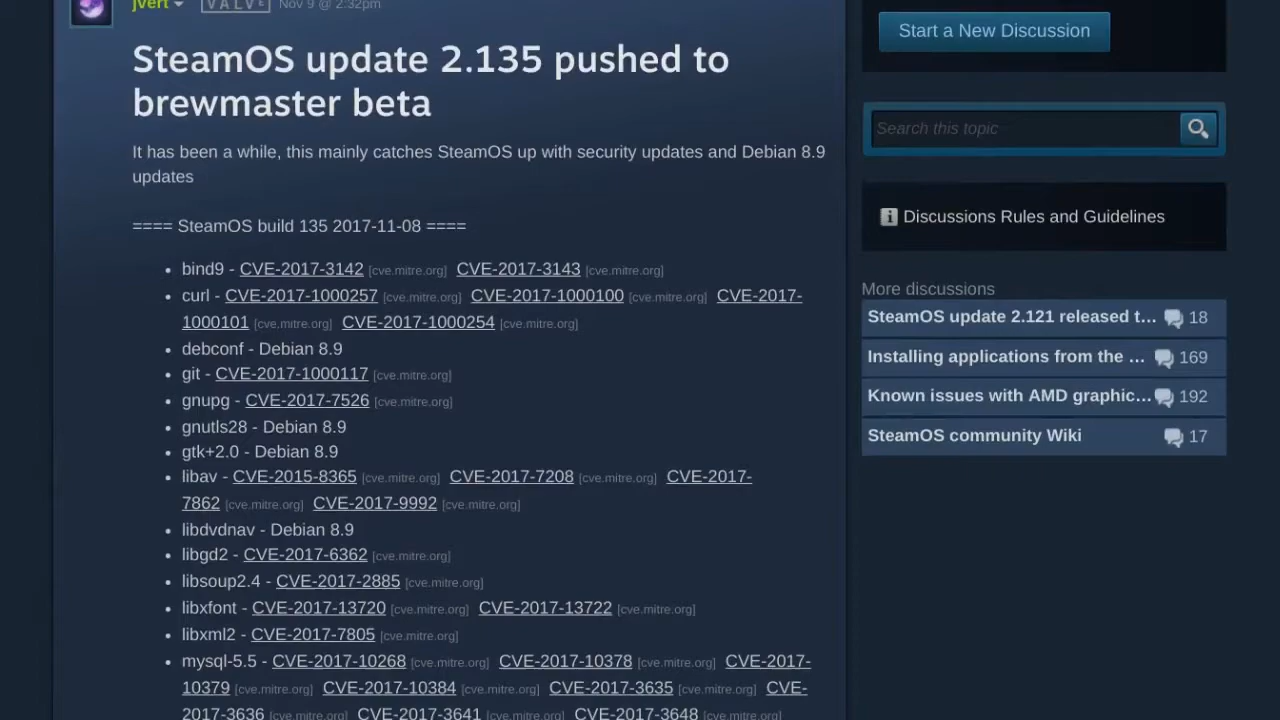 jvert VALVE Nov 9 @ 2:32pm
SteamOS update 2.135 pushed to
brewmaster beta
It has been a while, this mainly catches SteamOS up with security updates and Debian 8.9
updates
==== SteamOS build 135 2017-11-08 ====
• bind9 - CVE-2017-3142 [cve.mitre.org] CVE-2017-3143 [cve.mitre.org]
• curl - CVE-2017-1000257 [cve.mitre.org] CVE-2017-1000100 [cve.mitre.org] CVE-2017-
1000101 [cve.mitre.org] CVE-2017-1000254 [cve.mitre.org]
• debconf - Debian 8.9
• git - CVE-2017-1000117 [cve.mitre.org]
• gnupg - CVE-2017-7526 [cve.mitre.org]
• gnutls28 - Debian 8.9
• gtk+2.0 - Debian 8.9
• libav - CVE-2015-8365 [cve.mitre.org] CVE-2017-7208 [cve.mitre.org] CVE-2017-
7862 [cve.mitre.org] CVE-2017-9992 [cve.mitre.org]
• libdvdnav - Debian 8.9
• libgd2 - CVE-2017-6362 [cve.mitre.org]
• libsoup2.4 - CVE-2017-2885 [cve.mitre.org]
• libxfont - CVE-2017-13720 [cve.mitre.org] CVE-2017-13722 [cve.mitre.org]
• libxml2 - CVE-2017-7805 [cve.mitre.org]
• mysql-5.5 - CVE-2017-10268 [cve.mitre.org] CVE-2017-10378 [cve.mitre.org] CVE-2017-
10379 [cve.mitre.org] CVE-2017-10384 [cve.mitre.org] CVE-2017-3635 [cve.mitre.org] CVE-
2017-3636 [cve.mitre.org] CVE-2017-3641 [cve.mitre.org] CVE-2017-3648 [cve.mitre.org]
Start a New Discussion
Search this topic
Discussions Rules and Guidelines
More discussions
SteamOS update 2.121 released t... 18
Installing applications from the ... 169
Known issues with AMD graphic... 192
SteamOS community Wiki 17